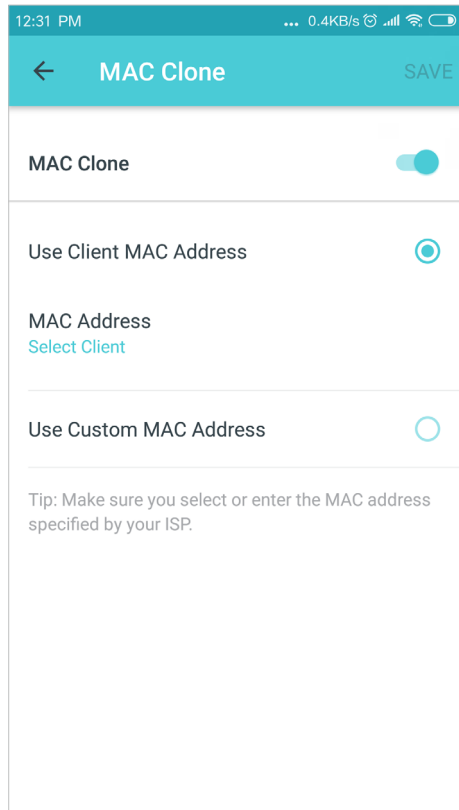 12:31 PM ... 0.4KB/s
MAC Clone SAVE
MAC Clone
Use Client MAC Address
MAC Address
Select Client
Use Custom MAC Address
Tip: Make sure you select or enter the MAC address
specified by your ISP.